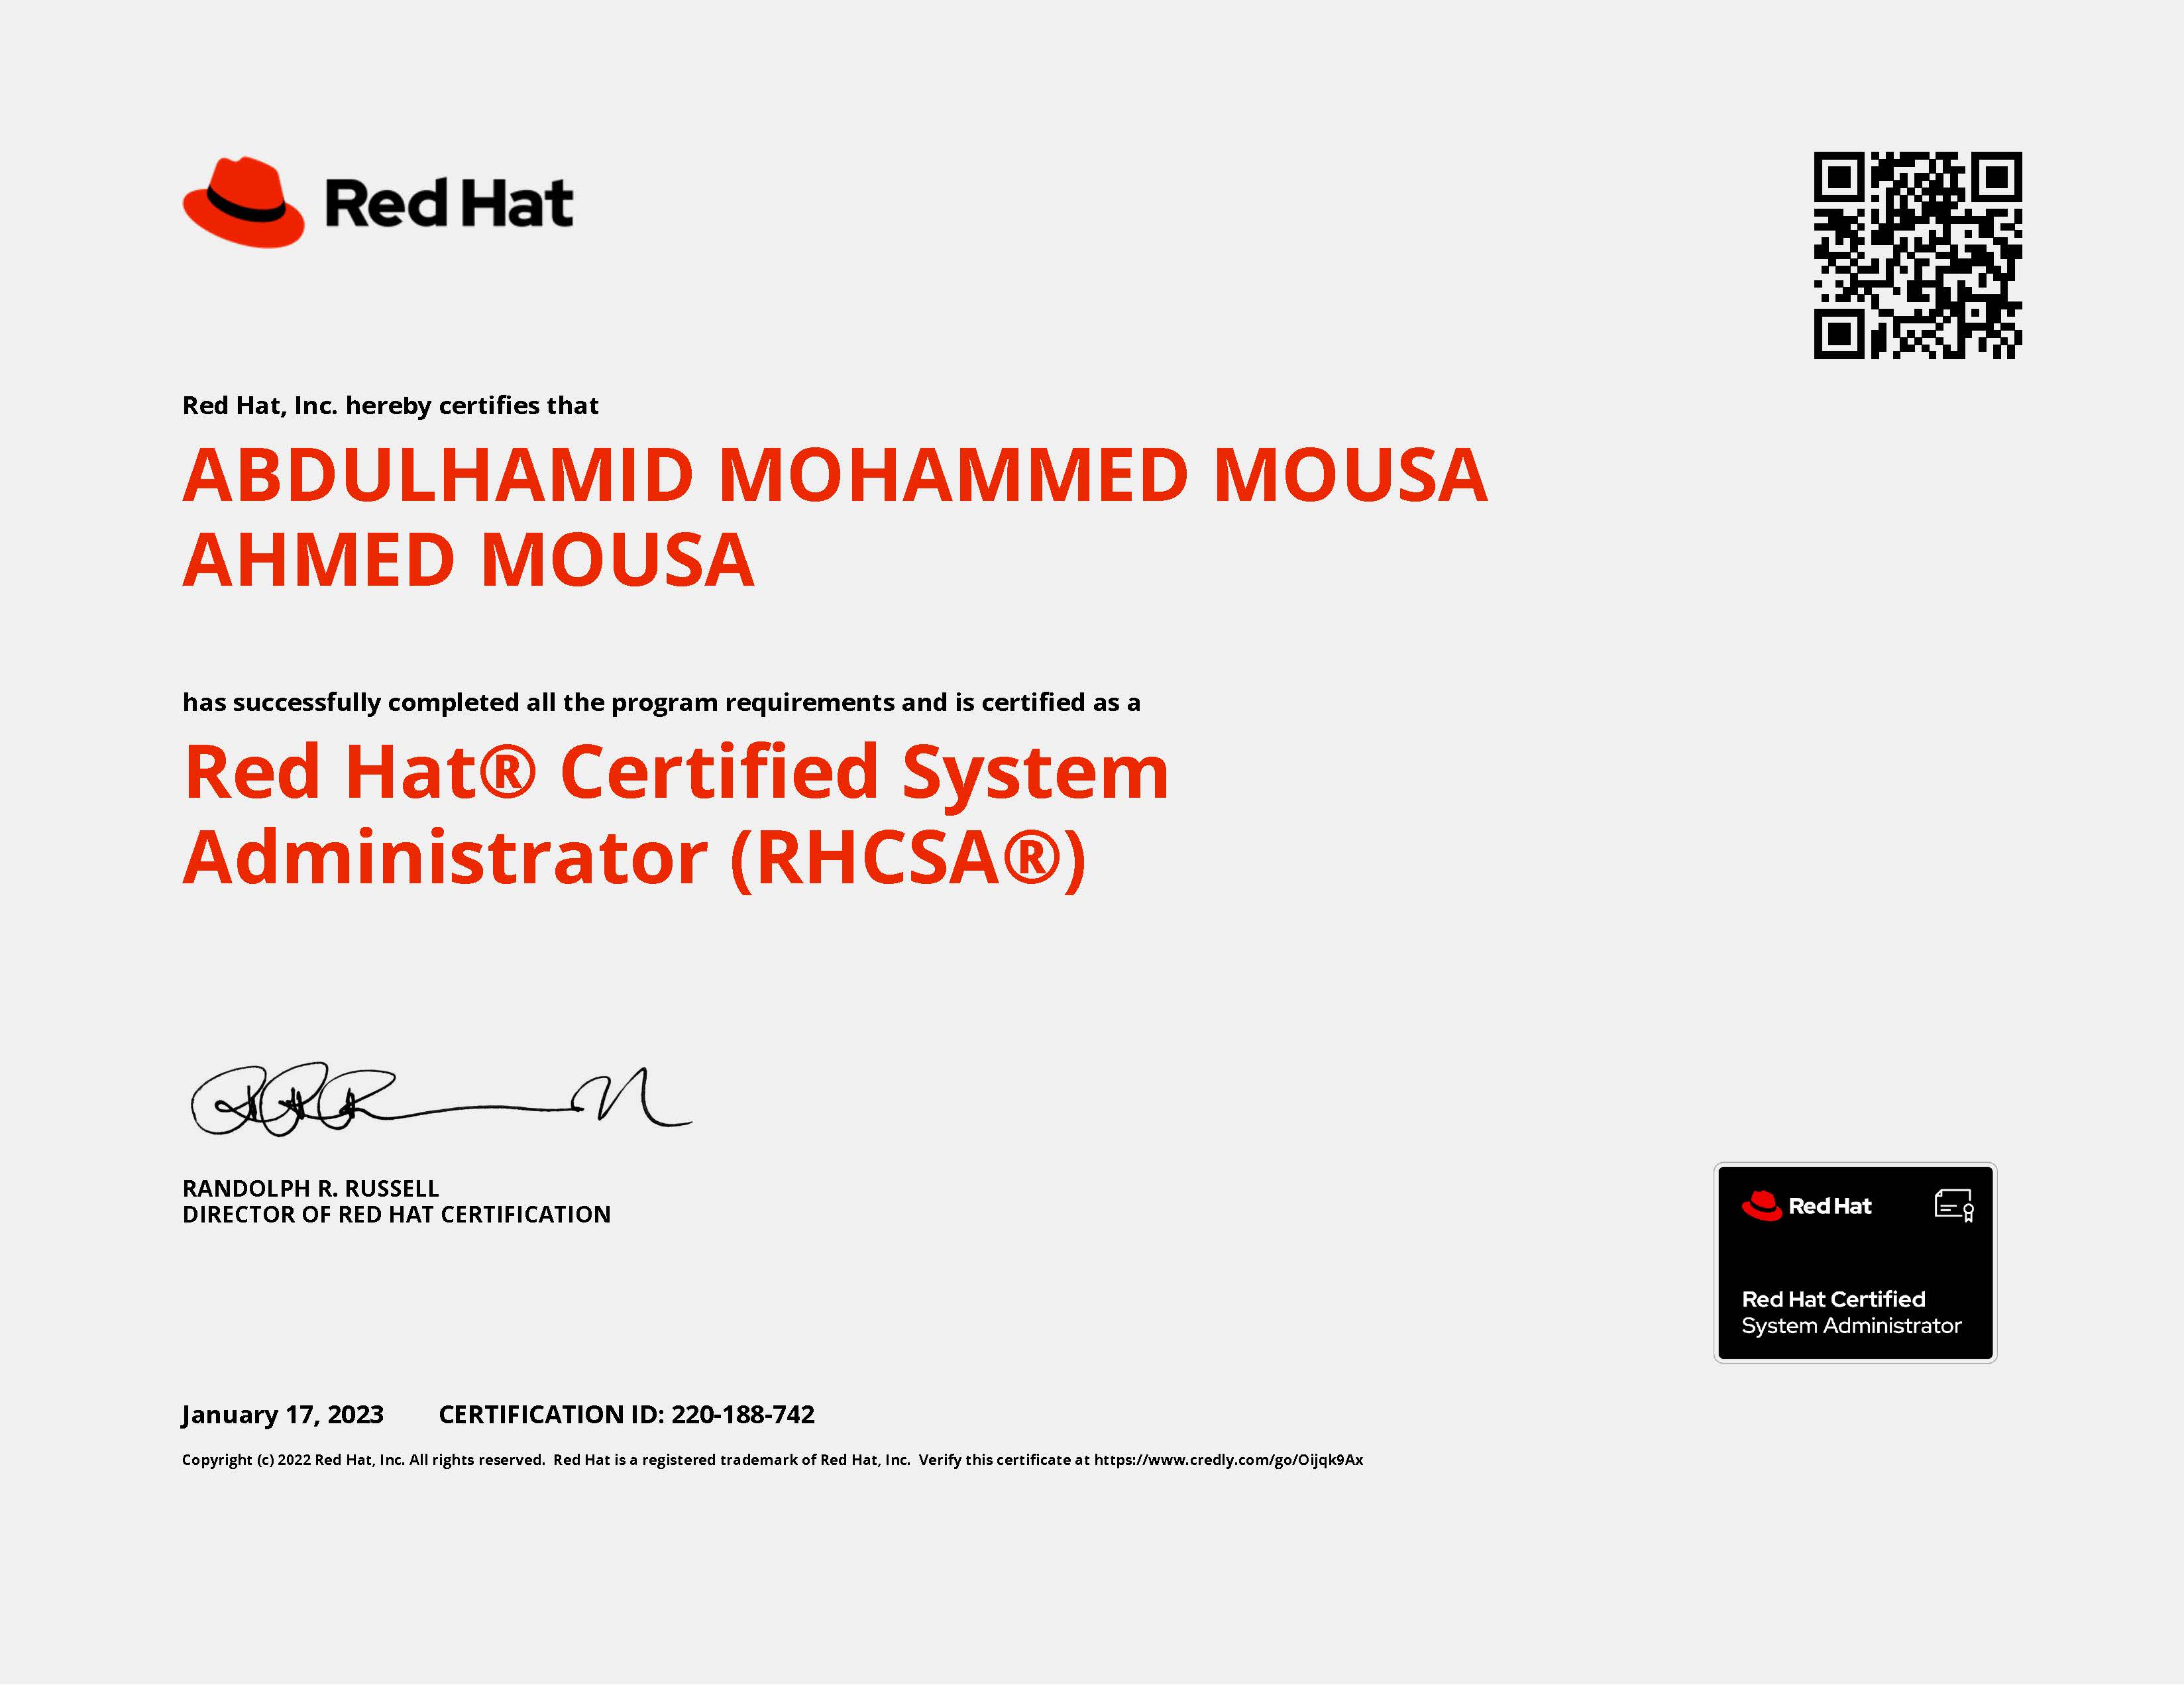 Red Hat
Red Hat, Inc. hereby certifies that
ABDULHAMID MOHAMMED MOUSA
AHMED MOUSA
has successfully completed all the program requirements and is certified as a
Red Hat® Certified System
Administrator (RHCSA®)
RANDOLPH R. RUSSELL
DIRECTOR OF RED HAT CERTIFICATION
Red Hat
Red Hat Certified
System Administrator
January 17, 2023 CERTIFICATION ID: 220-188-742
Copyright (c) 2022 Red Hat, Inc. All rights reserved. Red Hat is a registered trademark of Red Hat, Inc. Verify this certificate at https://www.credly.com/go/Oijqk9Ax